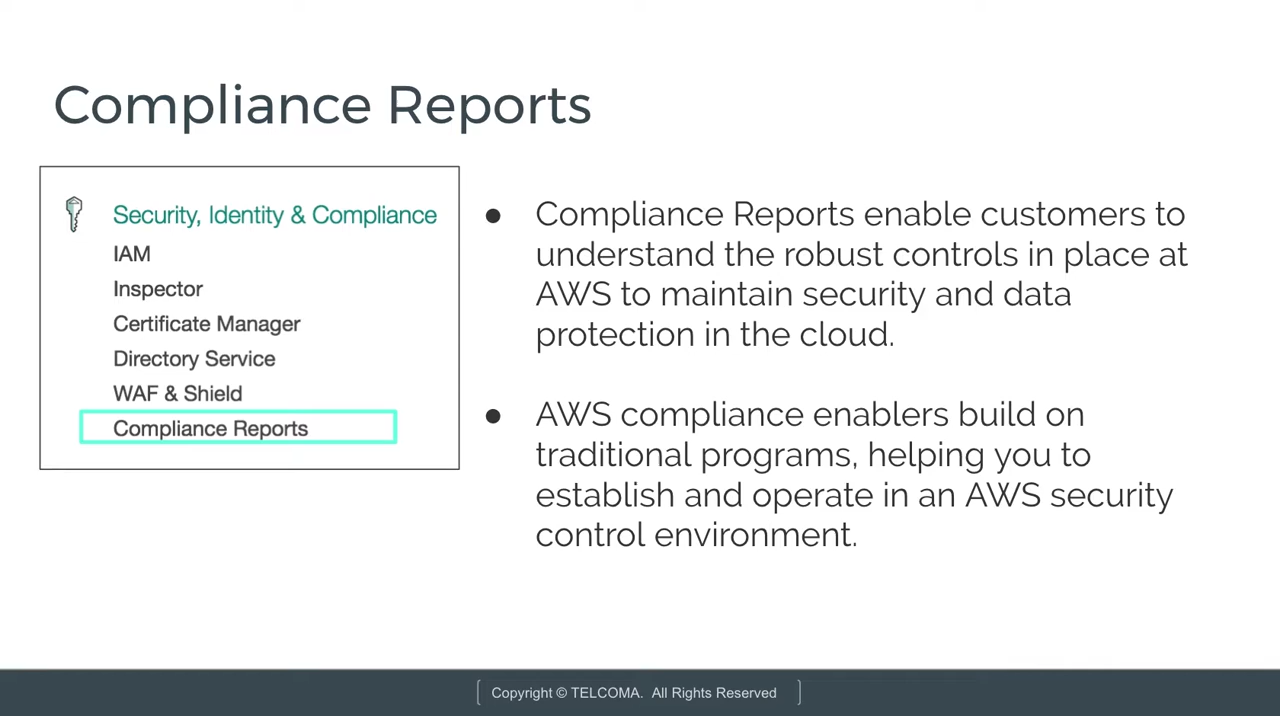 Compliance Reports
Security, Identity & Compliance
IAM
Inspector
Certificate Manager
Directory Service
WAF & Shield
Compliance Reports
● Compliance Reports enable customers to
understand the robust controls in place at
AWS to maintain security and data
protection in the cloud.
● AWS compliance enablers build on
traditional programs, helping you to
establish and operate in an AWS security
control environment.
Copyright © TELCOMA. All Rights Reserved